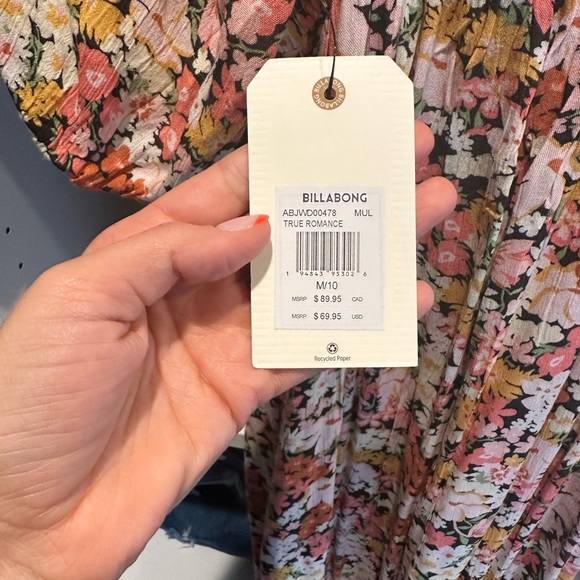 BILLABONG
BILLABONG
ABJWD00478 MUL
TRUE ROMANCE
1 94843 95302 6
M/10
MSRP $ 89.95 CAD
MSRP $ 69.95 USD
Recycled Paper